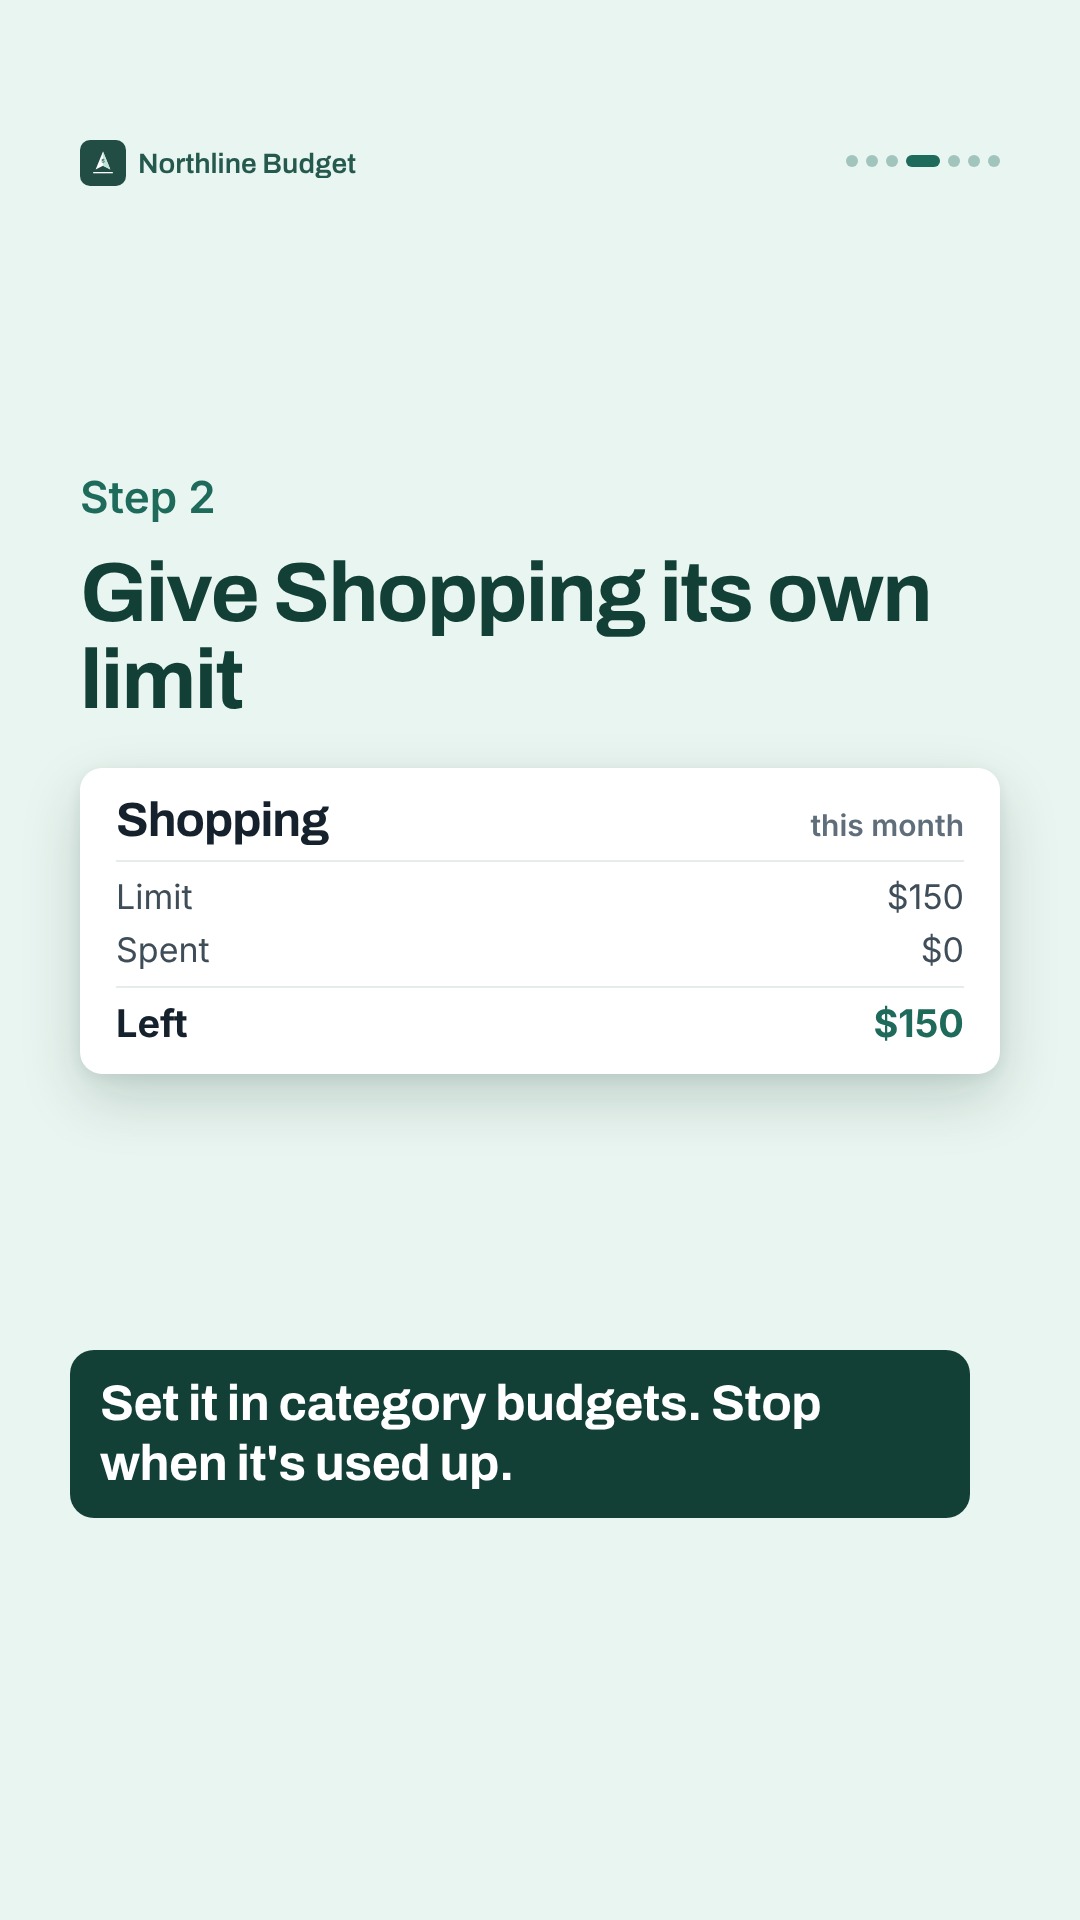 Northline Budget
Step 2
Give Shopping its own
limit
Shopping this month
Limit $150
Spent $0
Left $150
Set it in category budgets. Stop
when it's used up.